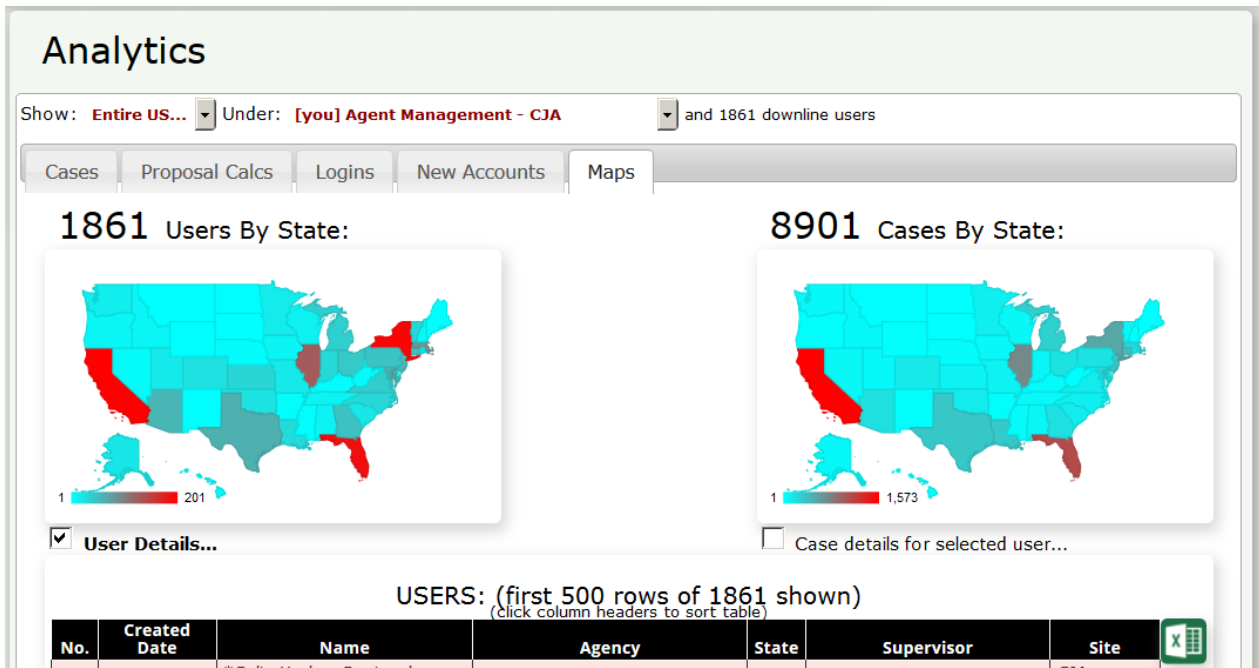 Analytics
Show: Entire US... Under: [you] Agent Management - CJA and 1861 downline users
Cases Proposal Calcs Logins New Accounts Maps
1861 Users By State: 8901 Cases By State:
1 201 1 1,573
User Details... Case details for selected user...
USERS: (first 500 rows of 1861 shown)
(click column headers to sort table)
No. Created Date Name Agency State Supervisor Site